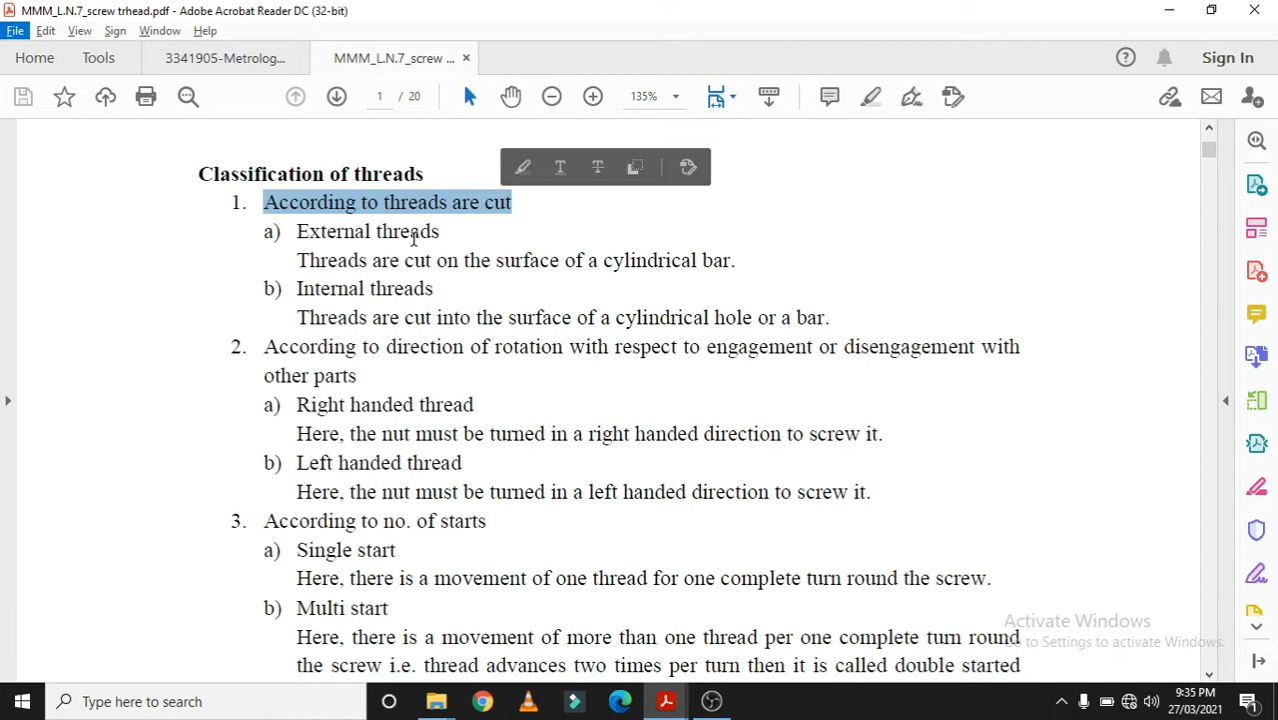 MMM_L.N.7_screw trhead.pdf - Adobe Acrobat Reader DC (32-bit)
File Edit View Sign Window Help
Home Tools 3341905-Metrolog... MMM_L.N.7_screw ... × Sign In
1 / 20 135%
Classification of threads
1. According to threads are cut
a) External threads
Threads are cut on the surface of a cylindrical bar.
b) Internal threads
Threads are cut into the surface of a cylindrical hole or a bar.
2. According to direction of rotation with respect to engagement or disengagement with
other parts
a) Right handed thread
Here, the nut must be turned in a right handed direction to screw it.
b) Left handed thread
Here, the nut must be turned in a left handed direction to screw it.
3. According to no. of starts
a) Single start
Here, there is a movement of one thread for one complete turn round the screw.
b) Multi start
Here, there is a movement of more than one thread per one complete turn round
the screw i.e. thread advances two times per turn then it is called double started
Activate Windows
Go to Settings to activate Windows.
Type here to search
9:35 PM
27/03/2021
1